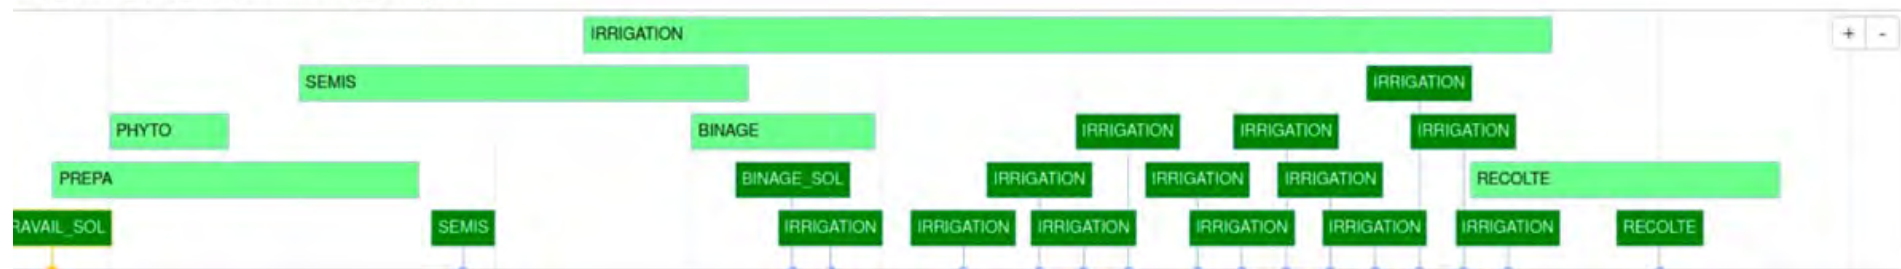 IRRIGATION
+ -
SEMIS
IRRIGATION
PHYTO
BINAGE
IRRIGATION
IRRIGATION
IRRIGATION
PREPA
BINAGE_SOL
IRRIGATION
IRRIGATION
IRRIGATION
RECOLTE
RAVAIL_SOL
SEMIS
IRRIGATION
IRRIGATION
IRRIGATION
IRRIGATION
IRRIGATION
IRRIGATION
RECOLTE